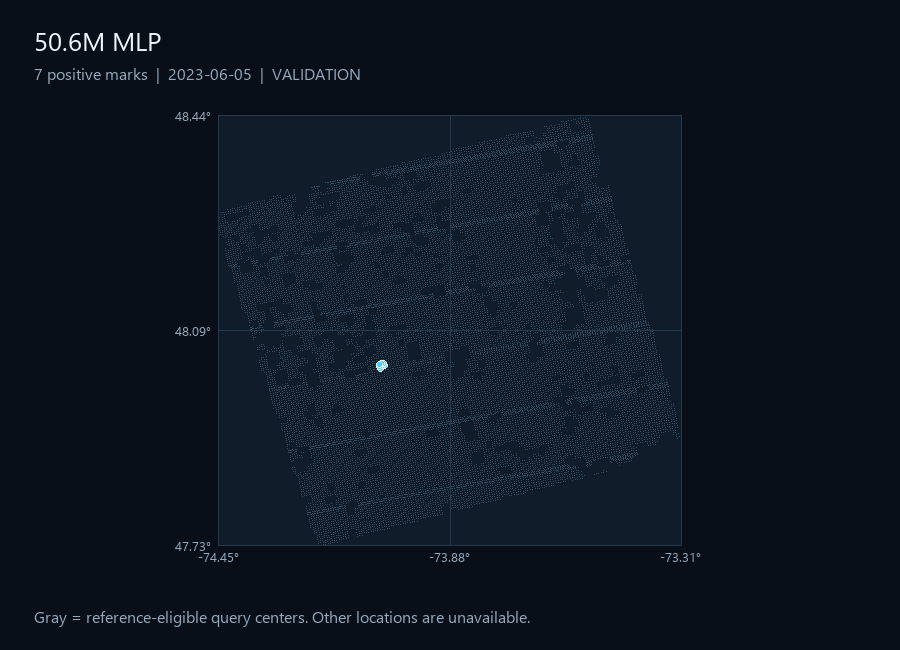 50.6M MLP
7 positive marks | 2023-06-05 | VALIDATION
48.44°
48.09°
47.73°
-74.45°
-73.88°
-73.31°
Gray = reference-eligible query centers. Other locations are unavailable.